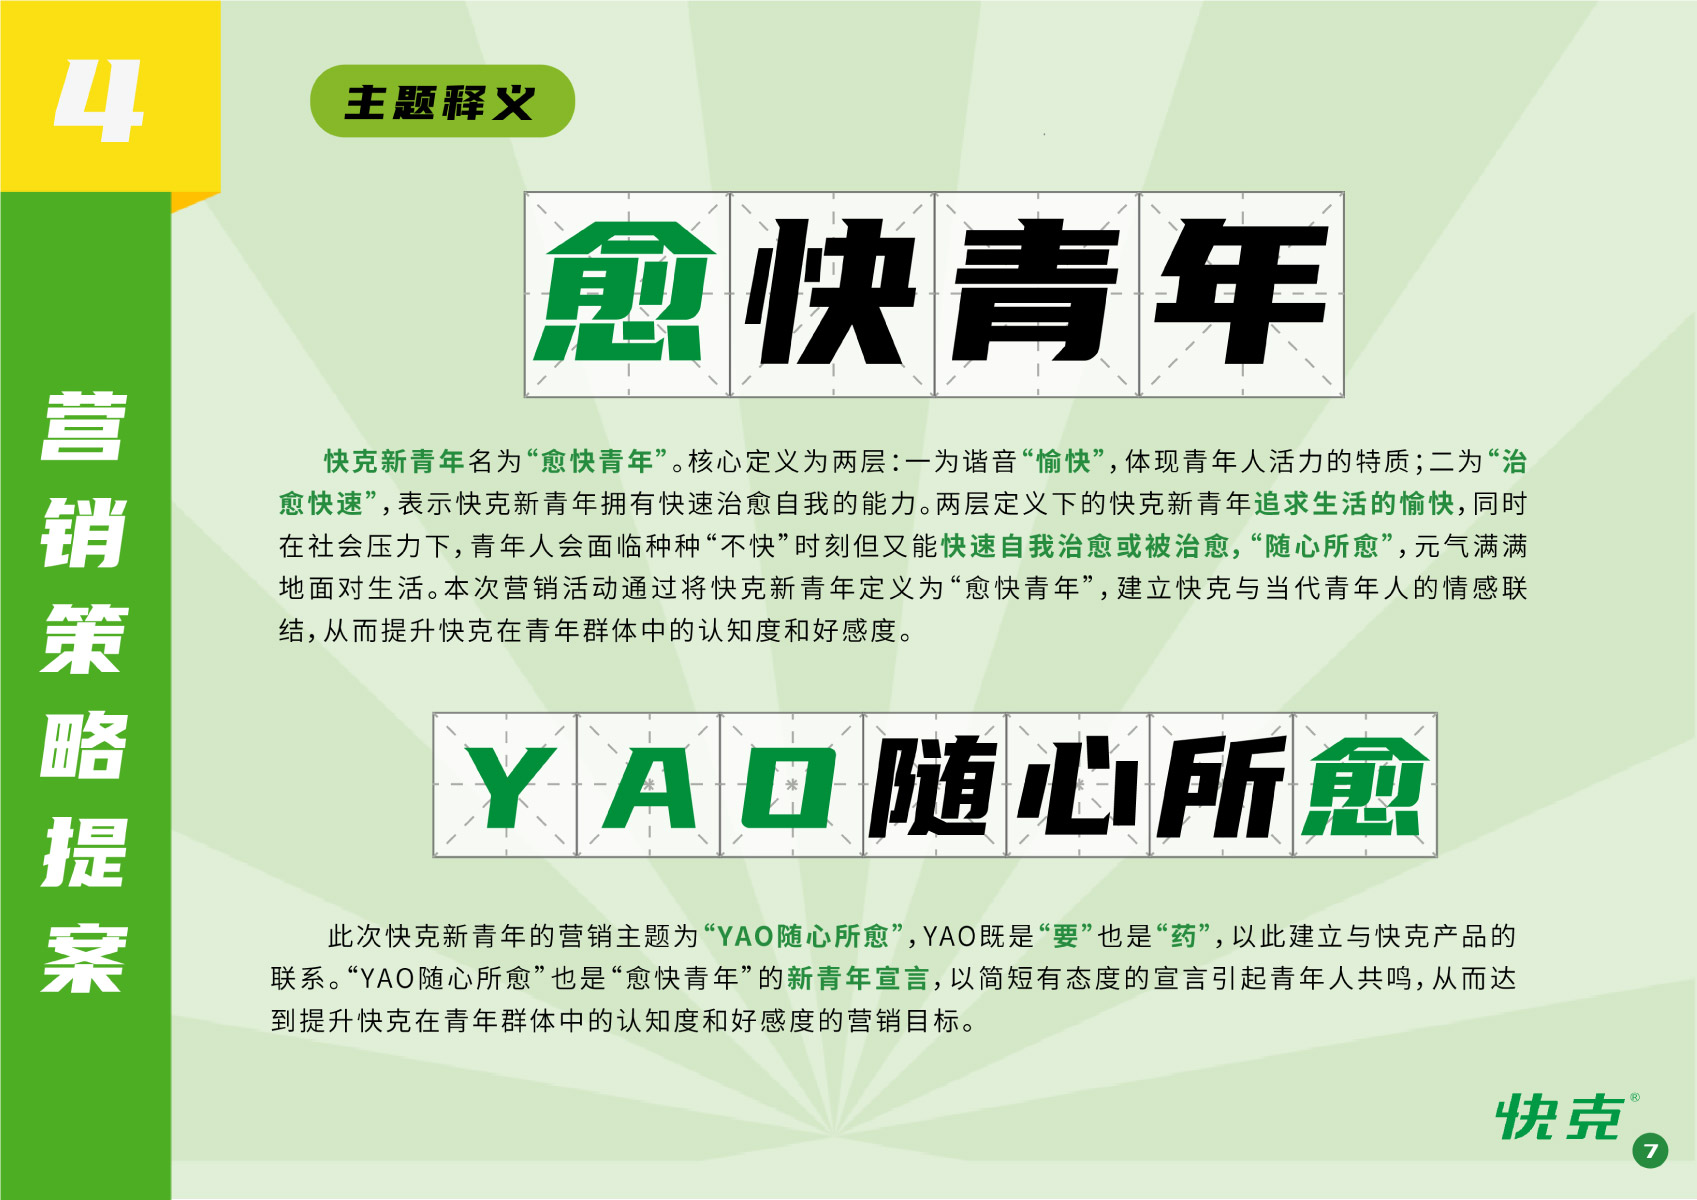 4
营销策略提案
主题释义
愈快青年
快克新青年名为“愈快青年”。核心定义为两层：一为谐音“愉快”，体现青年人活力的特质；二为“治
愈快速”，表示快克新青年拥有快速治愈自我的能力。两层定义下的快克新青年追求生活的愉快，同时
在社会压力下，青年人会面临种种“不快”时刻但又能快速自我治愈或被治愈，“随心所愈”，元气满满
地面对生活。本次营销活动通过将快克新青年定义为“愈快青年”，建立快克与当代青年人的情感联
结，从而提升快克在青年群体中的认知度和好感度。
YAO随心所愈
此次快克新青年的营销主题为“YAO随心所愈”，YAO既是“要”也是“药”，以此建立与快克产品的
联系。“YAO随心所愈”也是“愈快青年”的新青年宣言，以简短有态度的宣言引起青年人共鸣，从而达
到提升快克在青年群体中的认知度和好感度的营销目标。
快克®
7